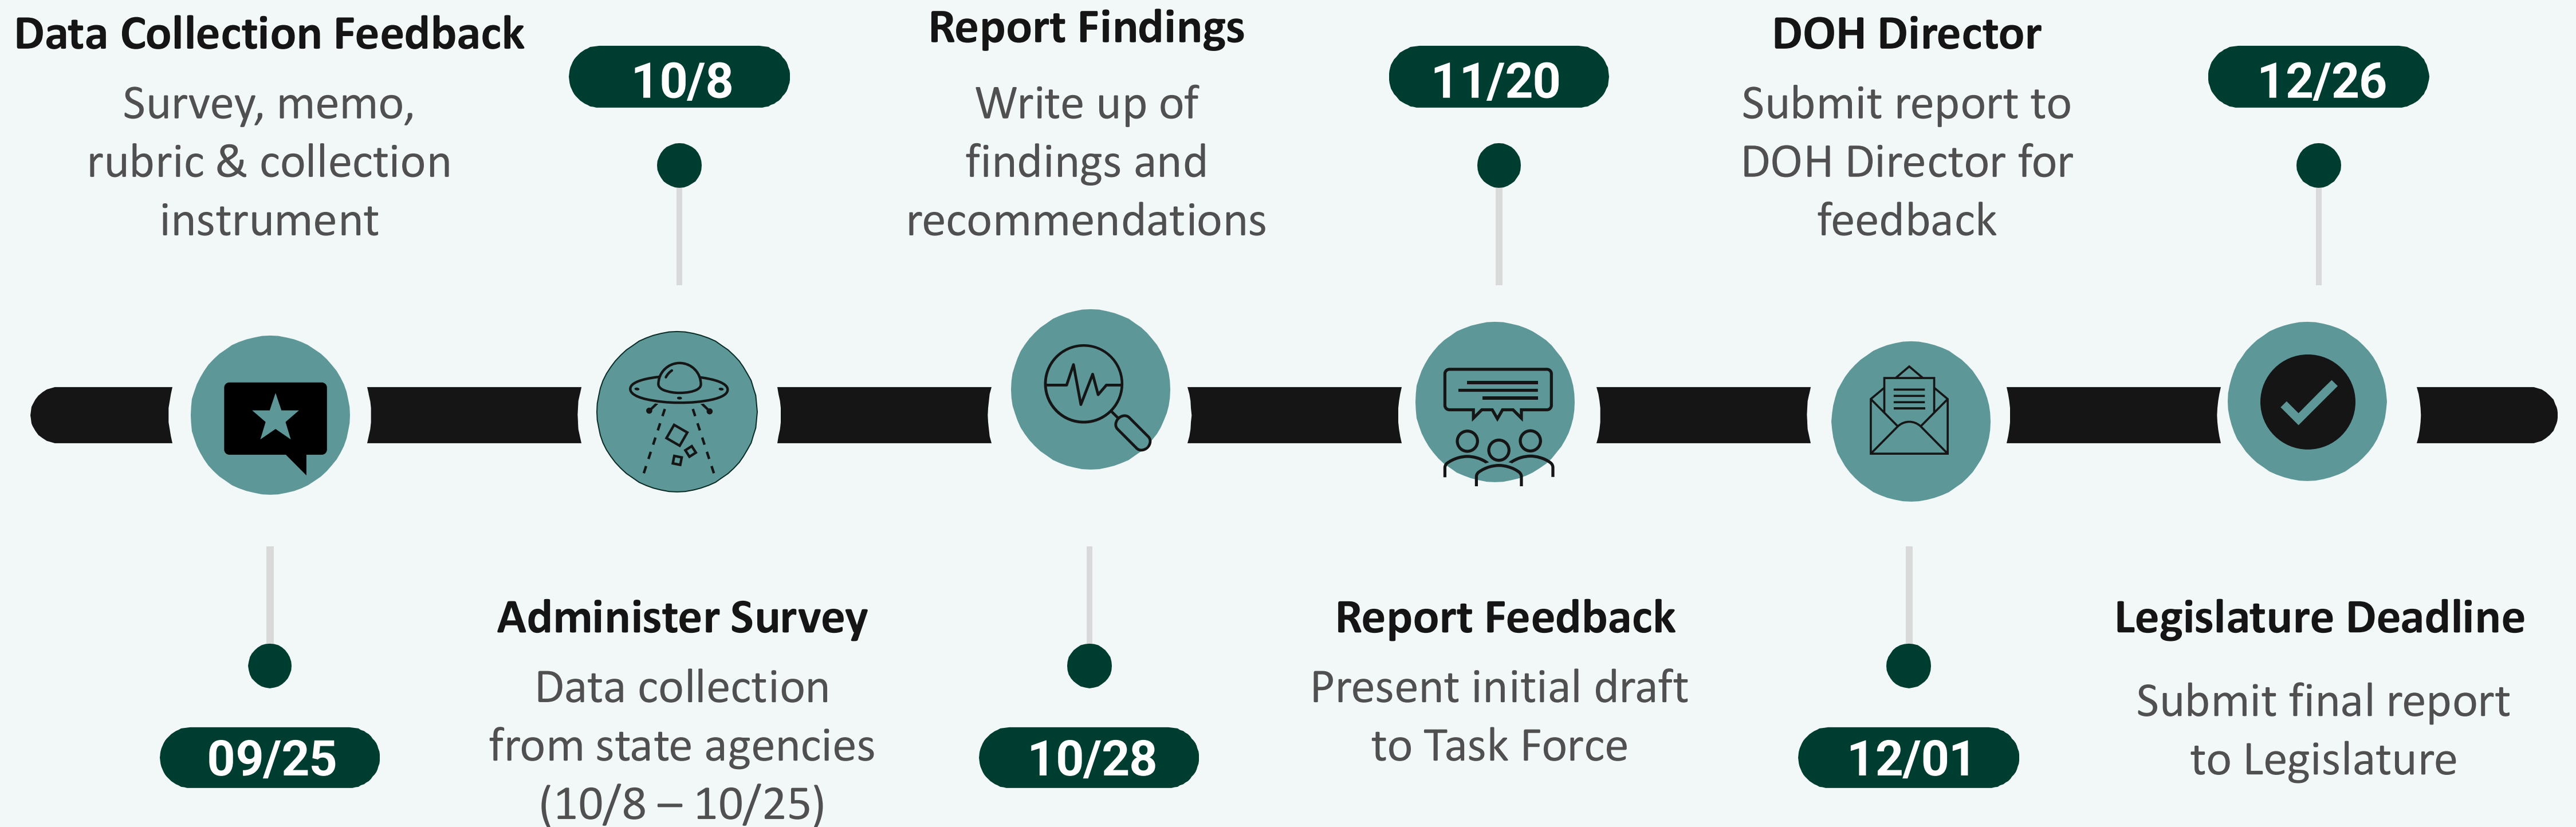 Data Collection Feedback
Survey, memo,
rubric & collection
instrument
09/25
10/8
Administer Survey
Data collection
from state agencies
(10/8 – 10/25)
Report Findings
Write up of
findings and
recommendations
10/28
11/20
Report Feedback
Present initial draft
to Task Force
DOH Director
Submit report to
DOH Director for
feedback
12/01
12/26
Legislature Deadline
Submit final report
to Legislature